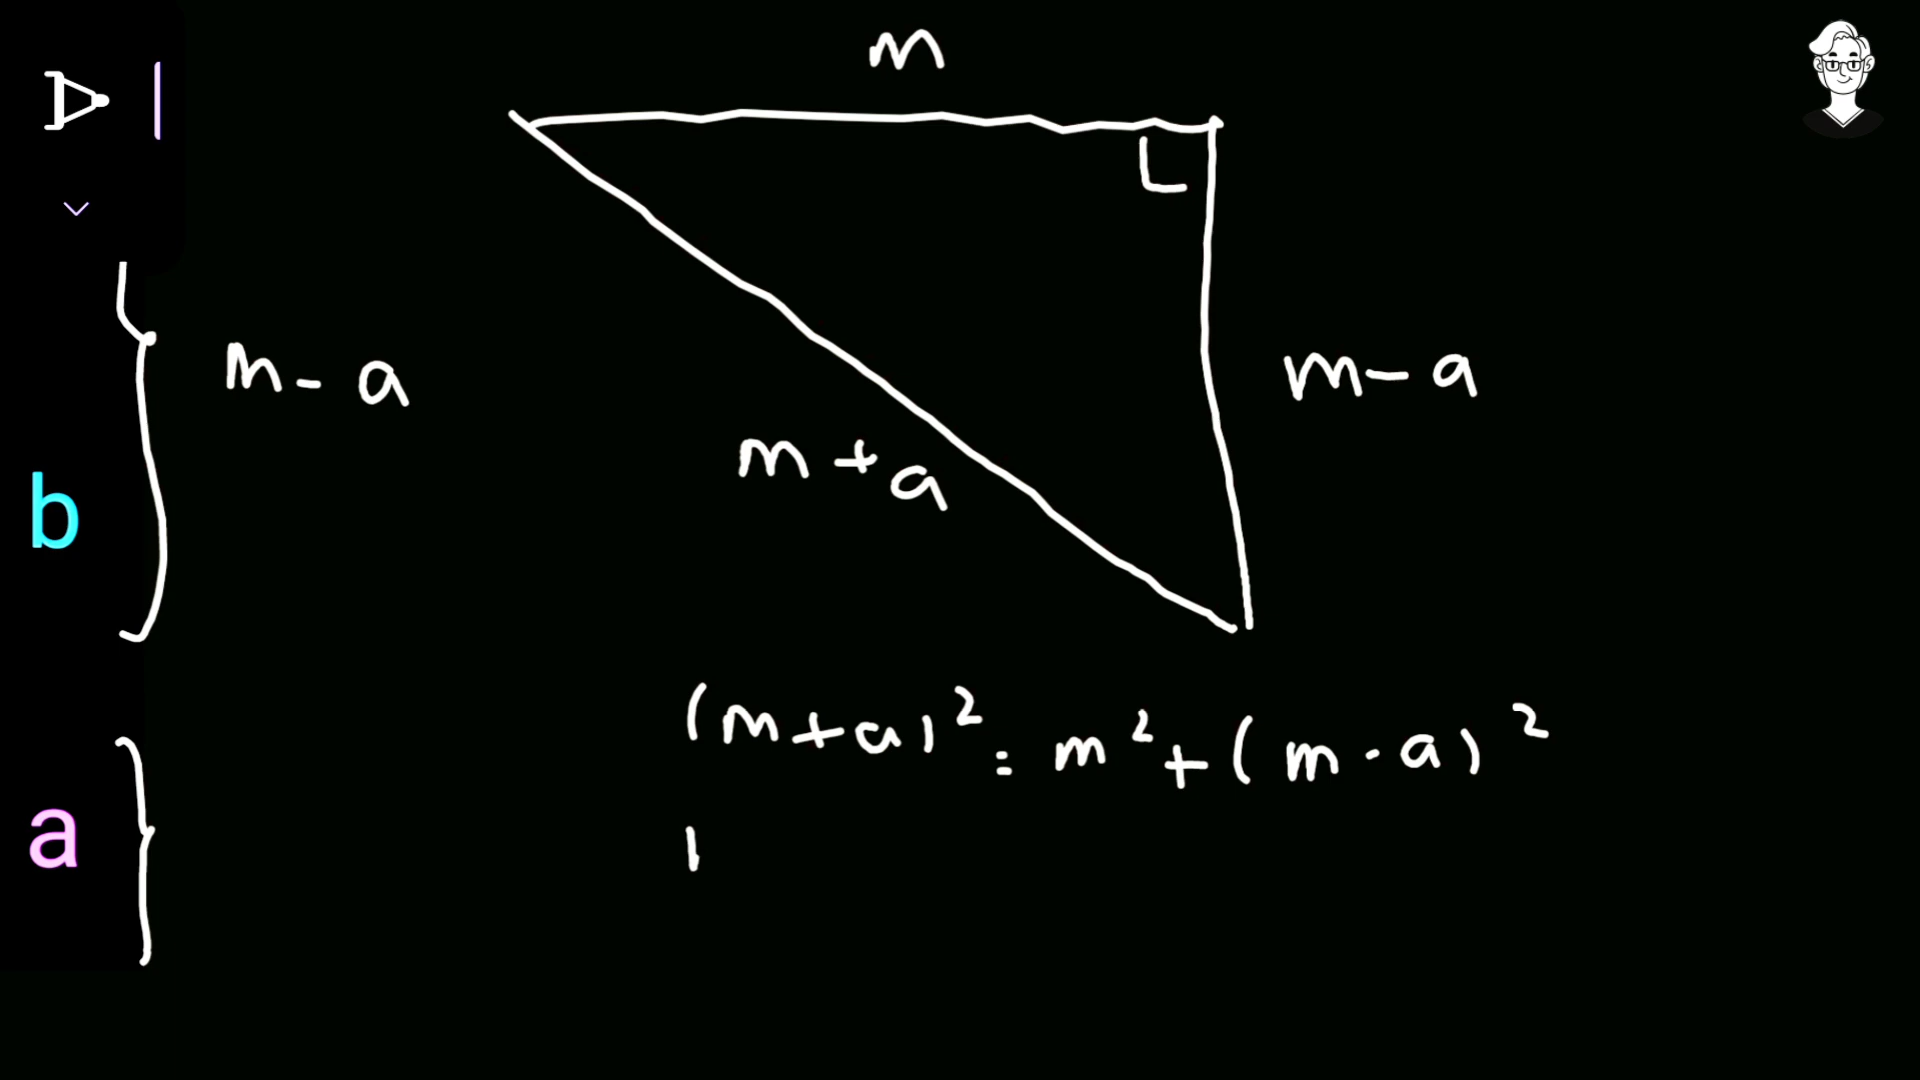 m
m - a
m - a
m + a
b
(m+a)² = m² + (m - a)²
a